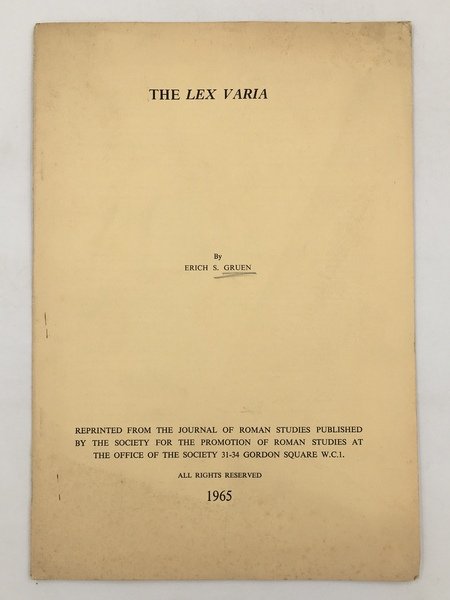 THE LEX VARIA
By
ERICH S. GRUEN
REPRINTED FROM THE JOURNAL OF ROMAN STUDIES PUBLISHED
BY THE SOCIETY FOR THE PROMOTION OF ROMAN STUDIES AT
THE OFFICE OF THE SOCIETY 31-34 GORDON SQUARE W.C.1.
ALL RIGHTS RESERVED
1965